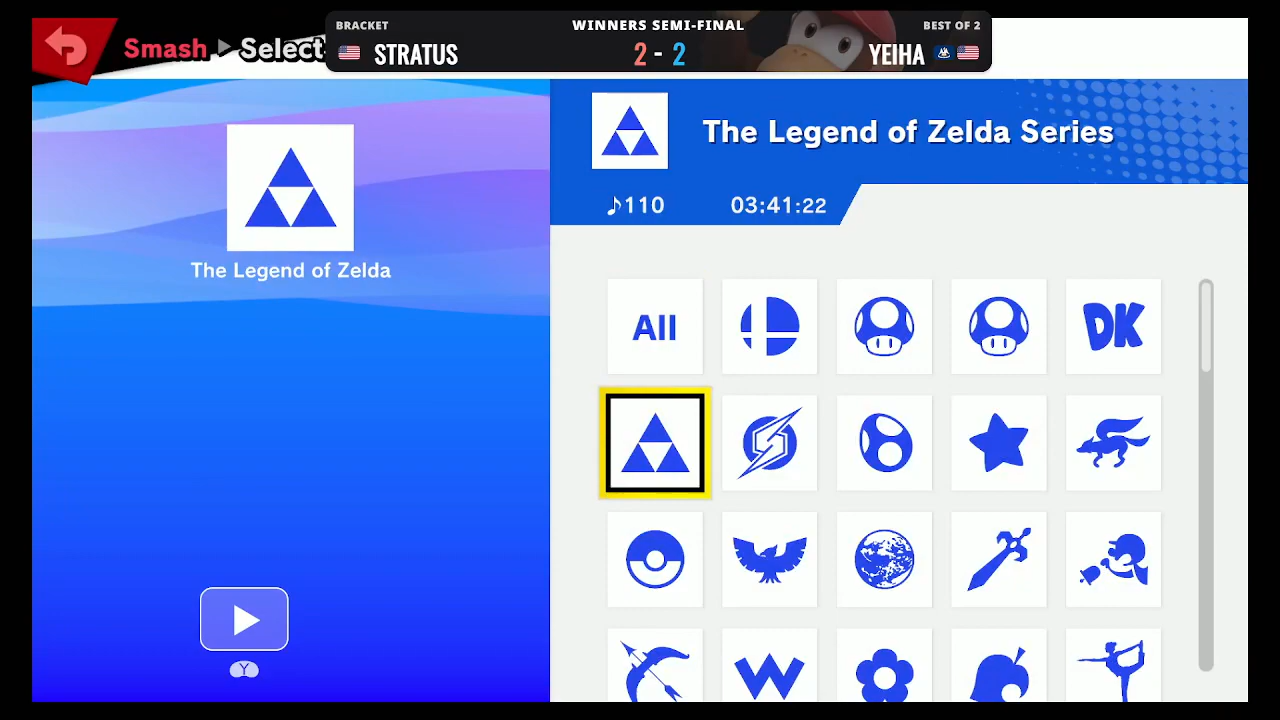 BRACKET
WINNERS SEMI-FINAL
BEST OF 2
Smash
Select
STRATUS
2 - 2
YEIHA
The Legend of Zelda Series
♪110
03:41:22
The Legend of Zelda
All
DK
Y